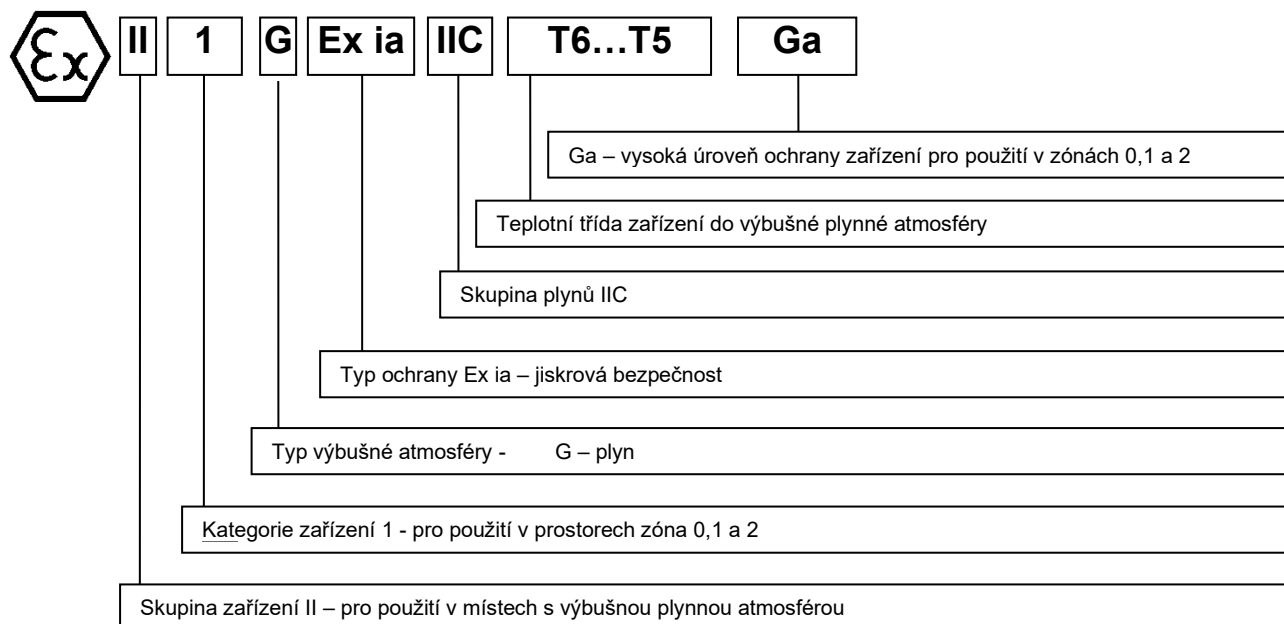 Ex II 1 G Ex ia IIC T6…T5 Ga
Ga – vysoká úroveň ochrany zařízení pro použití v zónách 0,1 a 2
Teplotní třída zařízení do výbušné plynné atmosféry
Skupina plynů IIC
Typ ochrany Ex ia – jiskrová bezpečnost
Typ výbušné atmosféry - G – plyn
Kategorie zařízení 1 - pro použití v prostorech zóna 0,1 a 2
Skupina zařízení II – pro použití v místech s výbušnou plynnou atmosférou